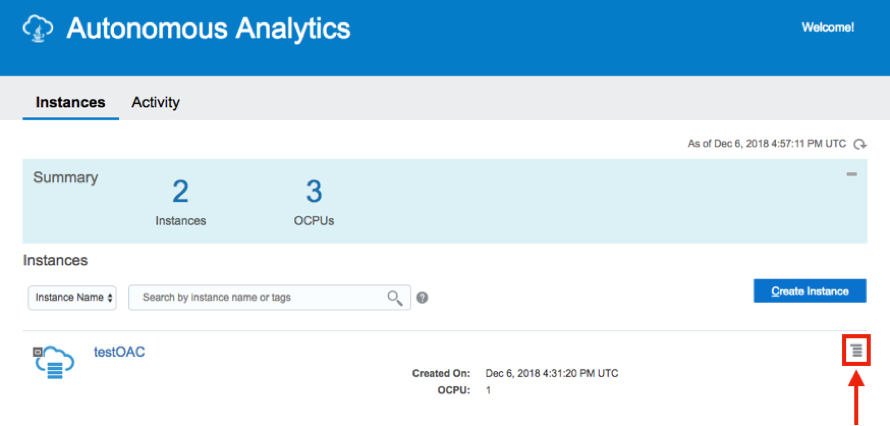 Autonomous Analytics
Welcome!
Instances Activity
As of Dec 6, 2018 4:57:11 PM UTC
Summary
2 3
Instances OCPUs
Instances
Instance Name Search by instance name or tags ?
Create Instance
testOAC
Created On: Dec 6, 2018 4:31:20 PM UTC
OCPU: 1